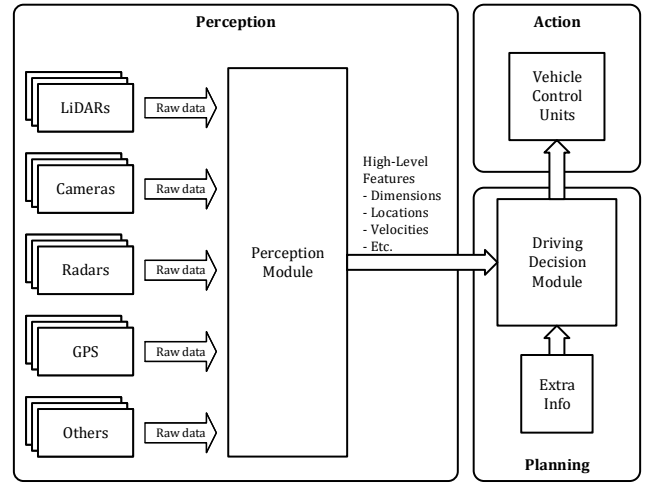 Perception
LiDARs
Raw data
Cameras
Raw data
Radars
Raw data
GPS
Raw data
Others
Raw data
Perception
Module
High-Level
Features
- Dimensions
- Locations
- Velocities
- Etc.
Action
Vehicle
Control
Units
Driving
Decision
Module
Extra
Info
Planning